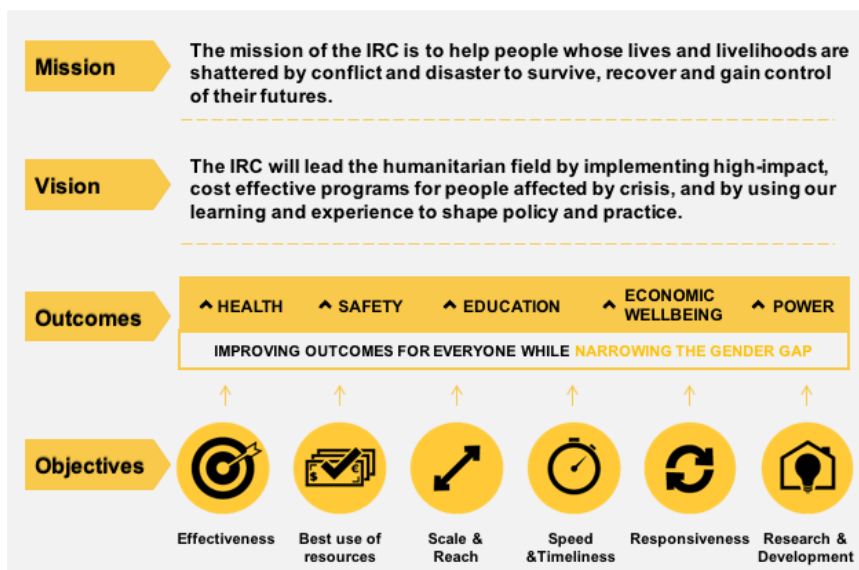 Mission
The mission of the IRC is to help people whose lives and livelihoods are
shattered by conflict and disaster to survive, recover and gain control
of their futures.
Vision
The IRC will lead the humanitarian field by implementing high-impact,
cost effective programs for people affected by crisis, and by using our
learning and experience to shape policy and practice.
Outcomes
HEALTH
SAFETY
EDUCATION
ECONOMIC
WELLBEING
POWER
IMPROVING OUTCOMES FOR EVERYONE WHILE NARROWING THE GENDER GAP
Objectives
$ €
Effectiveness
Best use of
resources
Scale &
Reach
Speed
&Timeliness
Responsiveness
Research &
Development